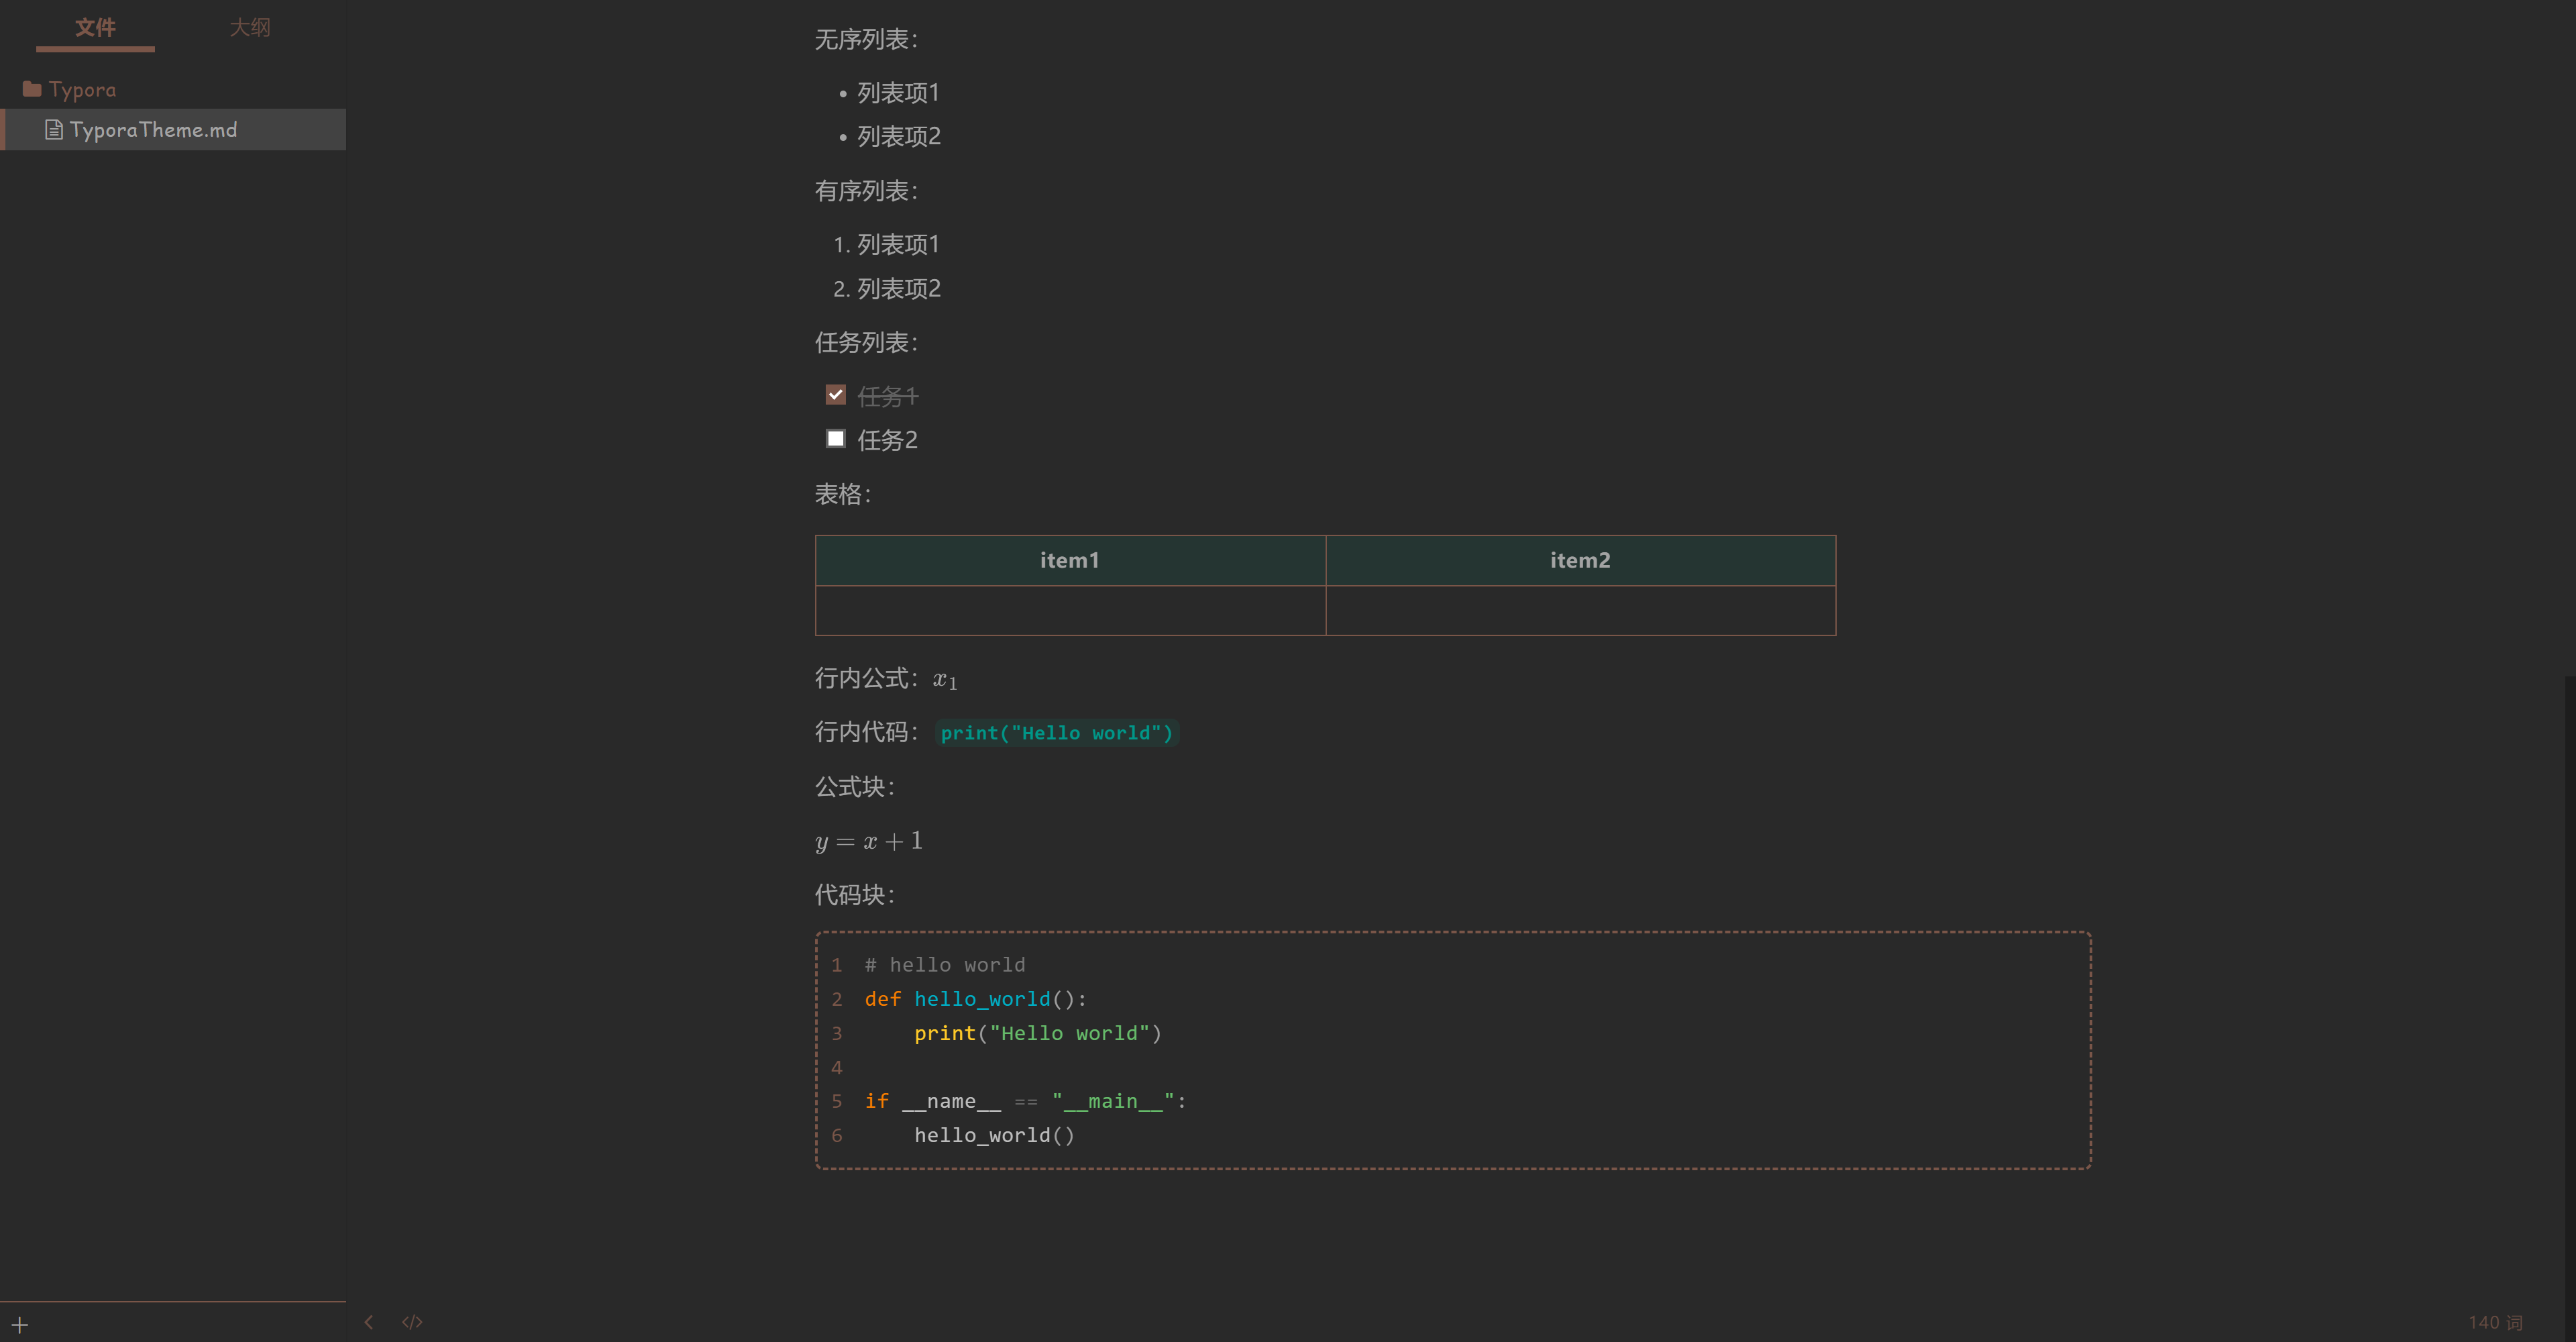 文件 大纲
Typora
TyporaTheme.md
无序列表：
• 列表项1
• 列表项2
有序列表：
1. 列表项1
2. 列表项2
任务列表：
任务1
任务2
表格：
item1 item2
行内公式：x₁
行内代码：print("Hello world")
公式块：
y = x + 1
代码块：
1 # hello world
2 def hello_world():
3     print("Hello world")
4
5 if __name__ == "__main__":
6     hello_world()
+ < </> 140 词